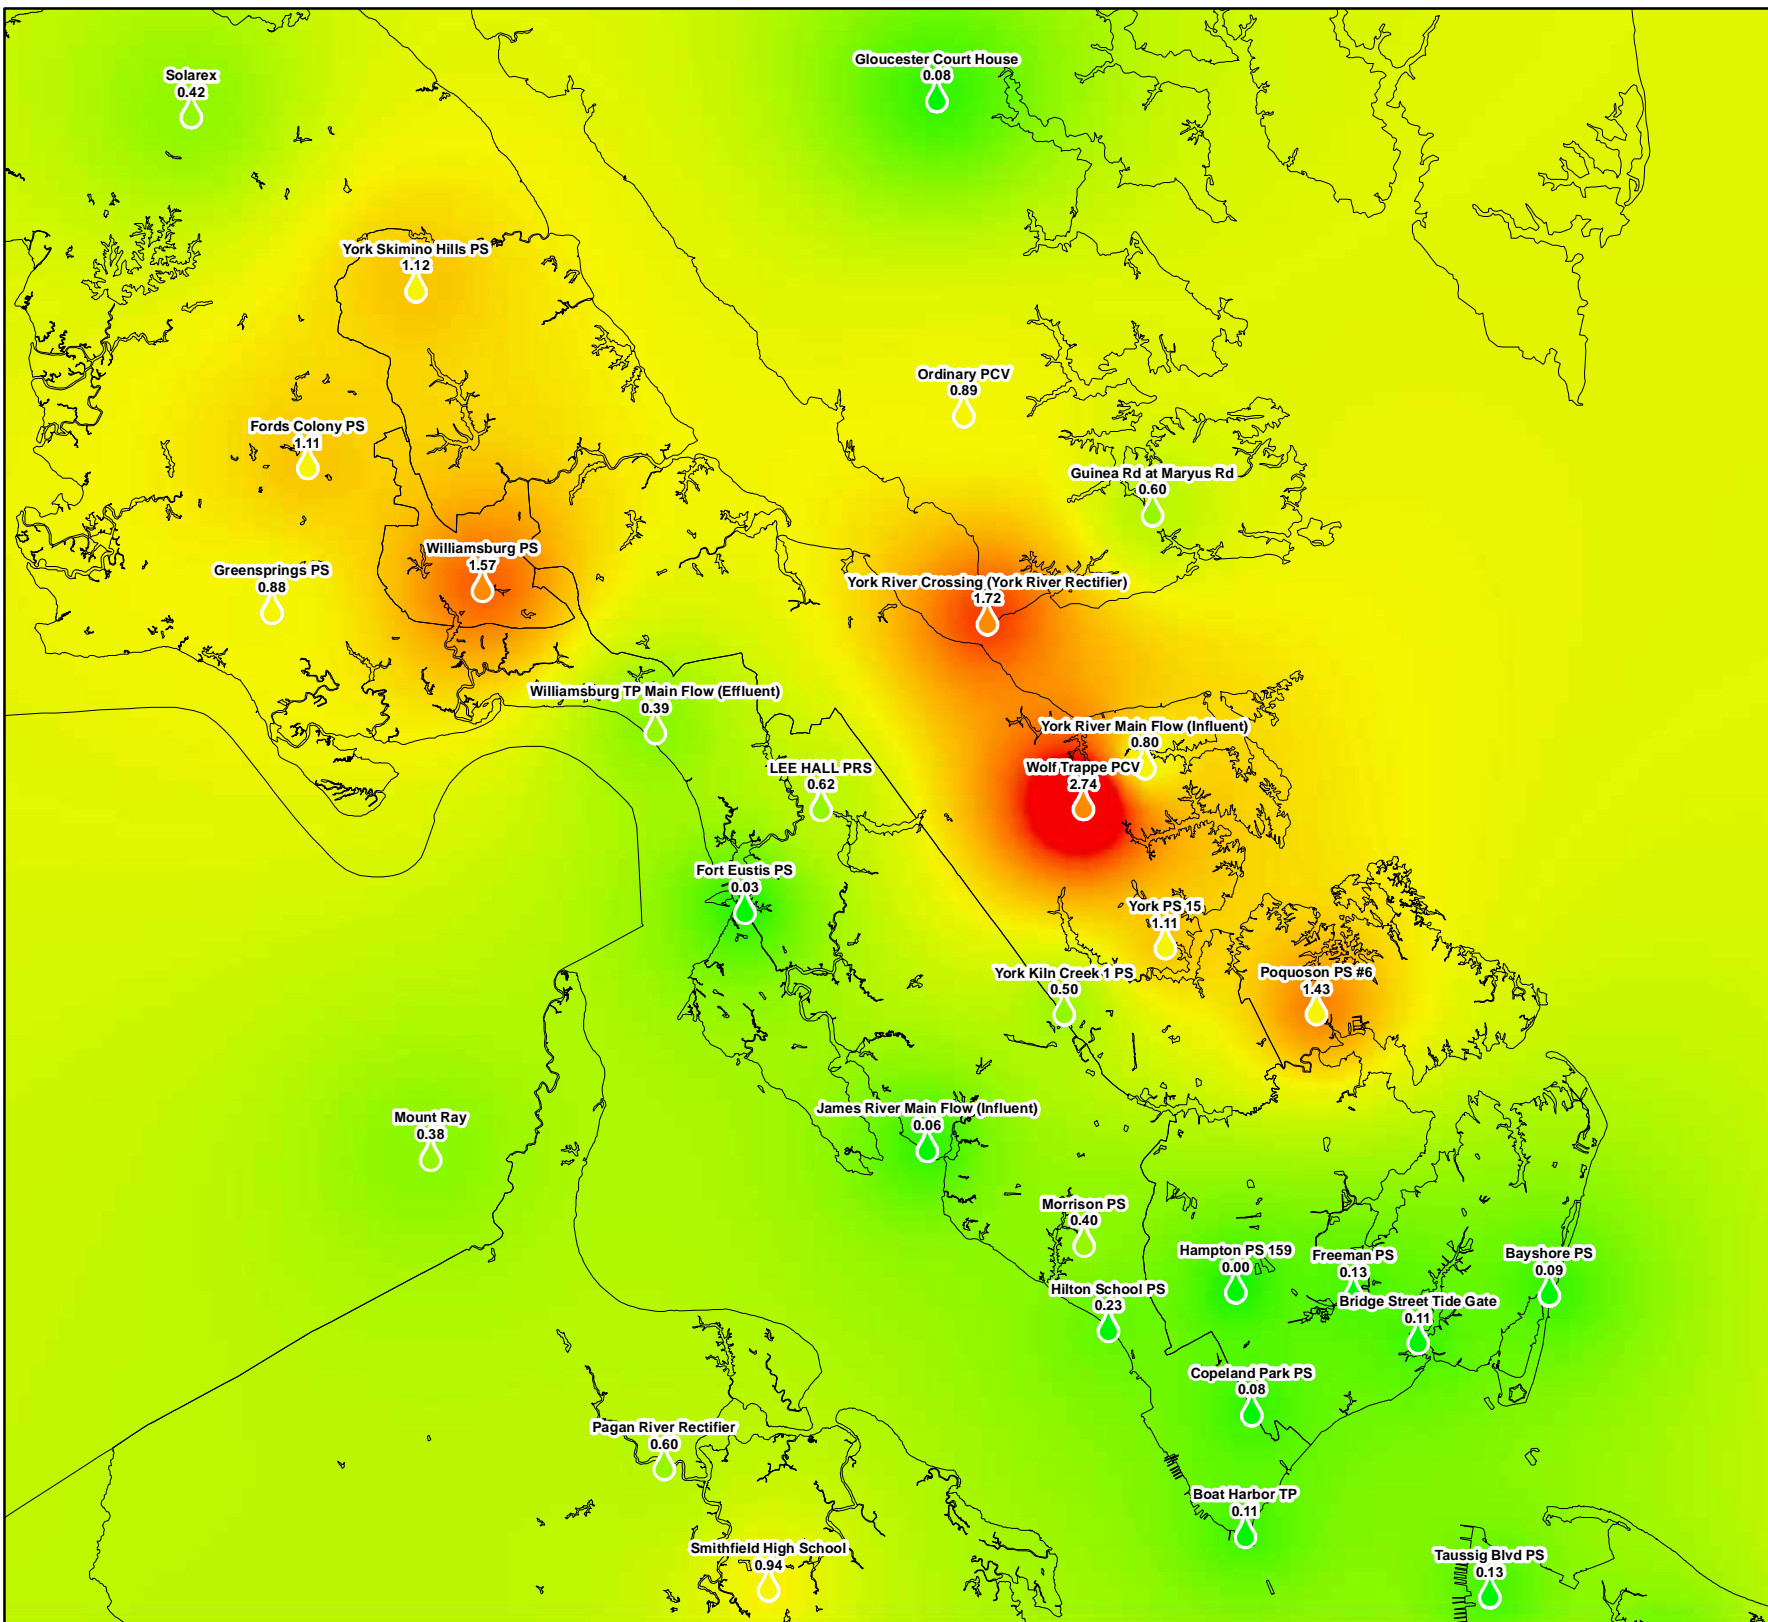 Gloucester Court House
0.08
Solarex
0.42
York Skimino Hills PS
1.12
Ordinary PCV
0.89
Fords Colony PS
1.11
Guinea Rd at Maryus Rd
0.60
Williamsburg PS
1.57
Greensprings PS
0.88
York River Crossing (York River Rectifier)
1.72
Williamsburg TP Main Flow (Effluent)
0.39
York River Main Flow (Influent)
0.80
LEE HALL PRS
0.62
Wolf Trappe PCV
2.74
Fort Eustis PS
0.03
York PS 15
1.11
York Kiln Creek 1 PS
0.50
Poquoson PS #6
1.43
James River Main Flow (Influent)
0.06
Mount Ray
0.38
Morrison PS
0.40
Hampton PS 159
0.00
Freeman PS
0.13
Bayshore PS
0.09
Hilton School PS
0.23
Bridge Street Tide Gate
0.11
Copeland Park PS
0.08
Pagan River Rectifier
0.60
Boat Harbor TP
0.11
Smithfield High School
0.94
Taussig Blvd PS
0.13